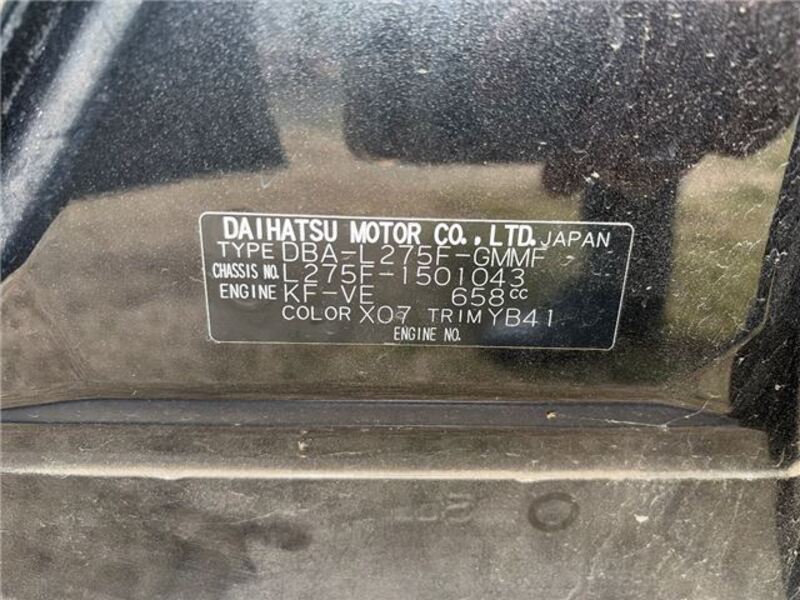 DAIHATSU MOTOR CO., LTD. JAPAN
TYPE DBA-L275F-GMMF
CHASSIS NO. L275F-1501043
ENGINE KF-VE 658cc
COLOR X07 TRIM YB41
ENGINE NO.